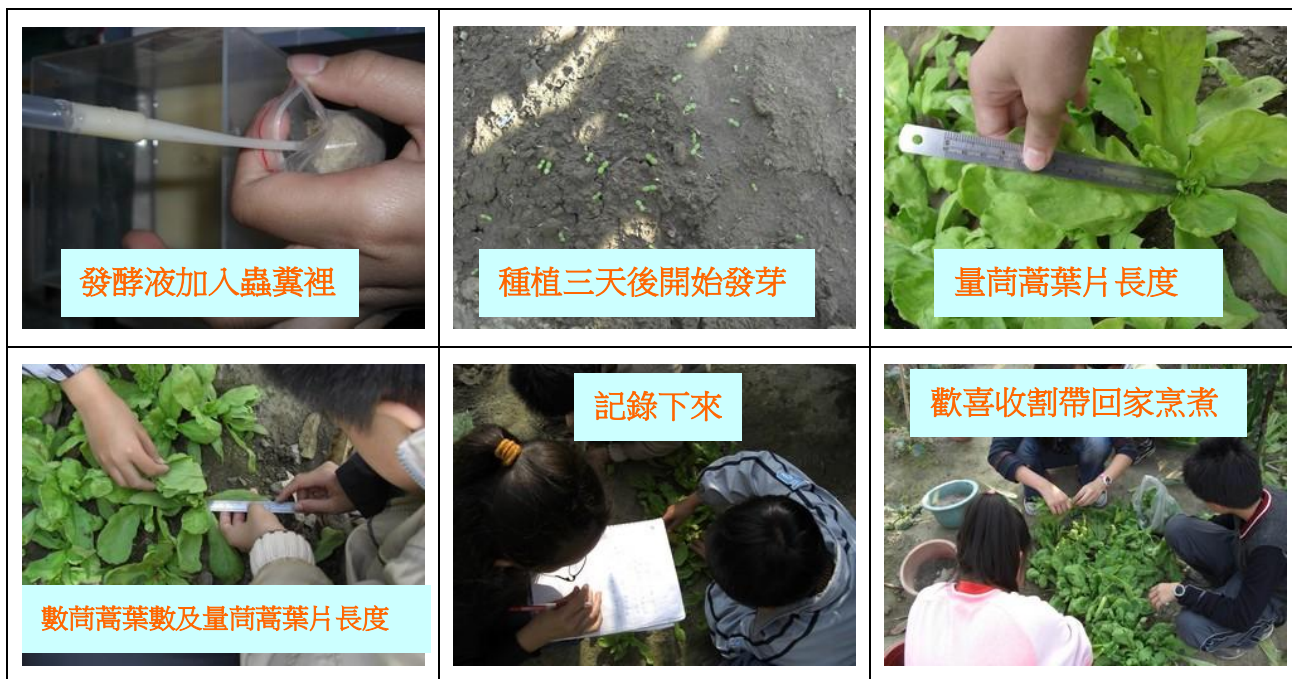 發酵液加入蟲糞裡
種植三天後開始發芽
量茼蒿葉片長度
數茼蒿葉數及量茼蒿葉片長度
記錄下來
歡喜收割帶回家烹煮